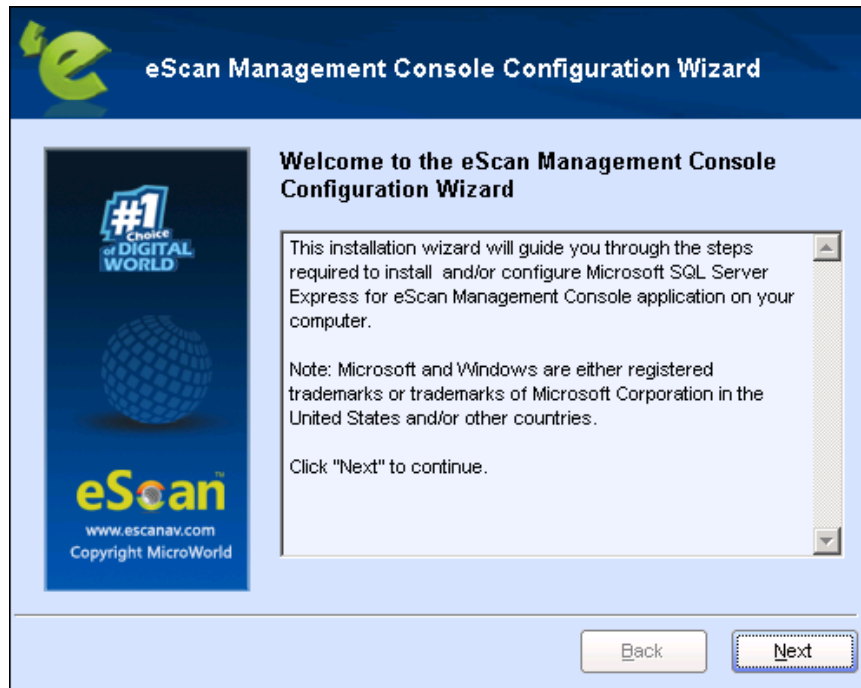 eScan Management Console Configuration Wizard
#1
Choice
of DIGITAL
WORLD
eScan™
www.escanav.com
Copyright MicroWorld
Welcome to the eScan Management Console
Configuration Wizard
This installation wizard will guide you through the steps
required to install  and/or configure Microsoft SQL Server
Express for eScan Management Console application on your
computer.
Note: Microsoft and Windows are either registered
trademarks or trademarks of Microsoft Corporation in the
United States and/or other countries.
Click "Next" to continue.
Back
Next